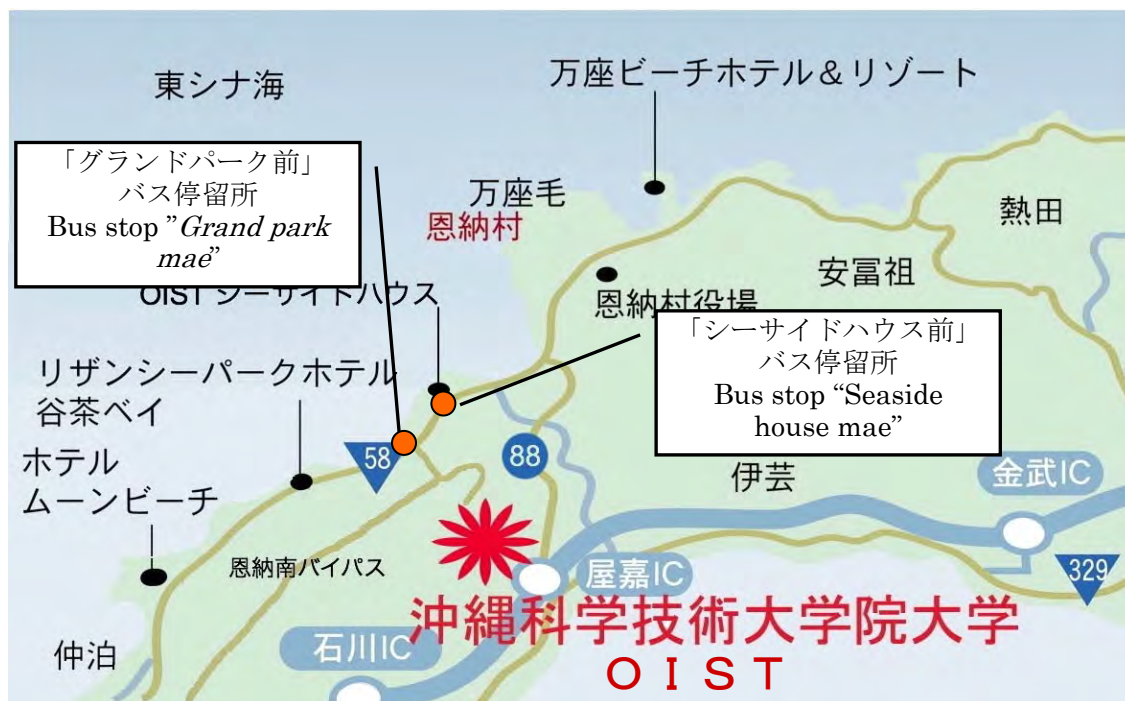 東シナ海
万座ビーチホテル＆リゾート
「グランドパーク前」
バス停留所
Bus stop ”Grand park
mae”
万座毛
恩納村
熱田
安冨祖
OIST シーサイドハウス
恩納村役場
「シーサイドハウス前」
バス停留所
Bus stop “Seaside
house mae”
リザンシーパークホテル
谷茶ベイ
58
88
ホテル
ムーンビーチ
伊芸
金武IC
恩納南バイパス
屋嘉IC
329
沖縄科学技術大学院大学
ＯＩＳＴ
仲泊
石川IC